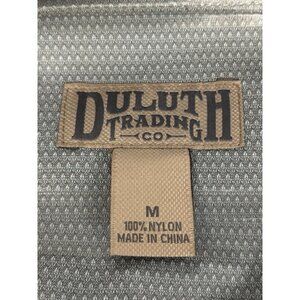 DULUTH
TRADING
CO
M
100% NYLON
MADE IN CHINA